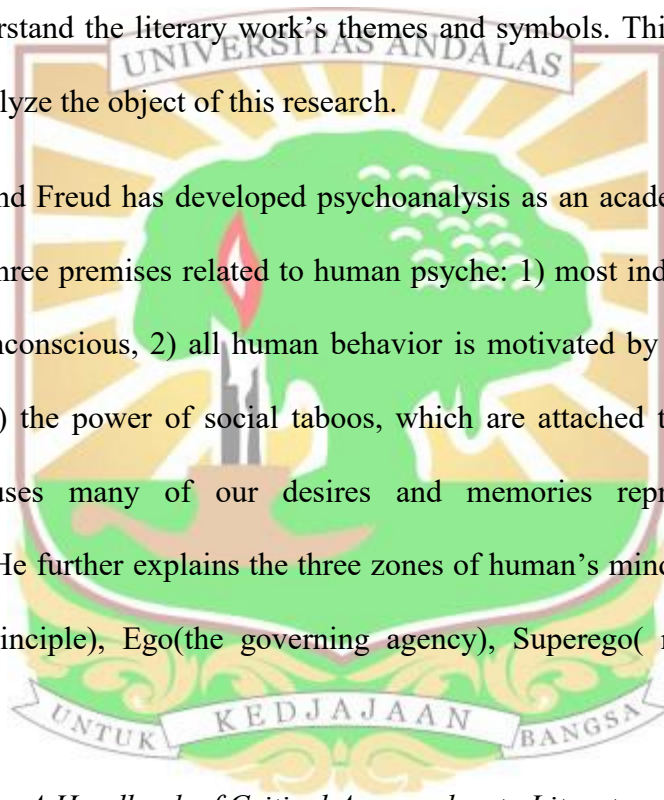 rstand the literary work's themes and symbols. Thi
UNIVERSITAS ANDALAS
lyze the object of this research.
nd Freud has developed psychoanalysis as an acade
hree premises related to human psyche: 1) most ind
nconscious, 2) all human behavior is motivated by
) the power of social taboos, which are attached t
uses many of our desires and memories repr
He further explains the three zones of human's mind
inciple), Ego(the governing agency), Superego(
UNTUK KEDJAJAAN BANGSA